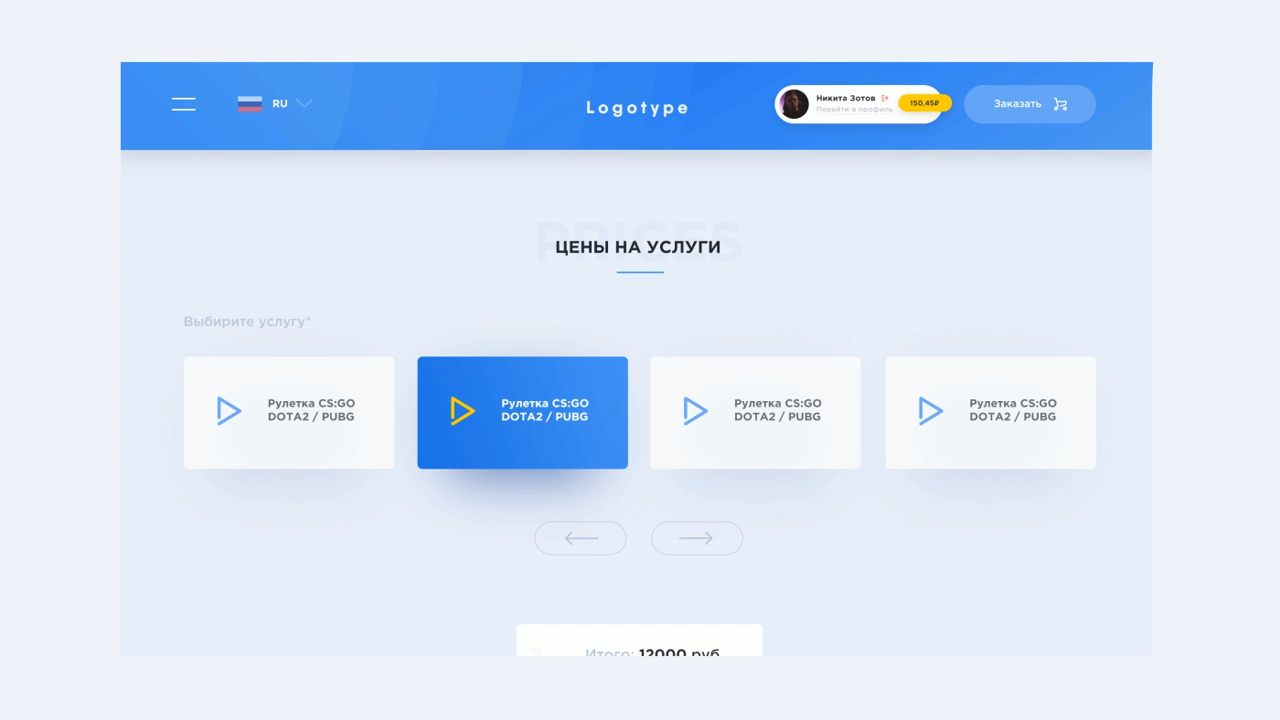 RU
Logotype
Никита Зотов
Перейти в профиль
150,45₽
Заказать
PRICES
ЦЕНЫ НА УСЛУГИ
Выбирите услугу*
Рулетка CS:GO
DOTA2 / PUBG
Рулетка CS:GO
DOTA2 / PUBG
Рулетка CS:GO
DOTA2 / PUBG
Рулетка CS:GO
DOTA2 / PUBG
Итого: 12000 руб